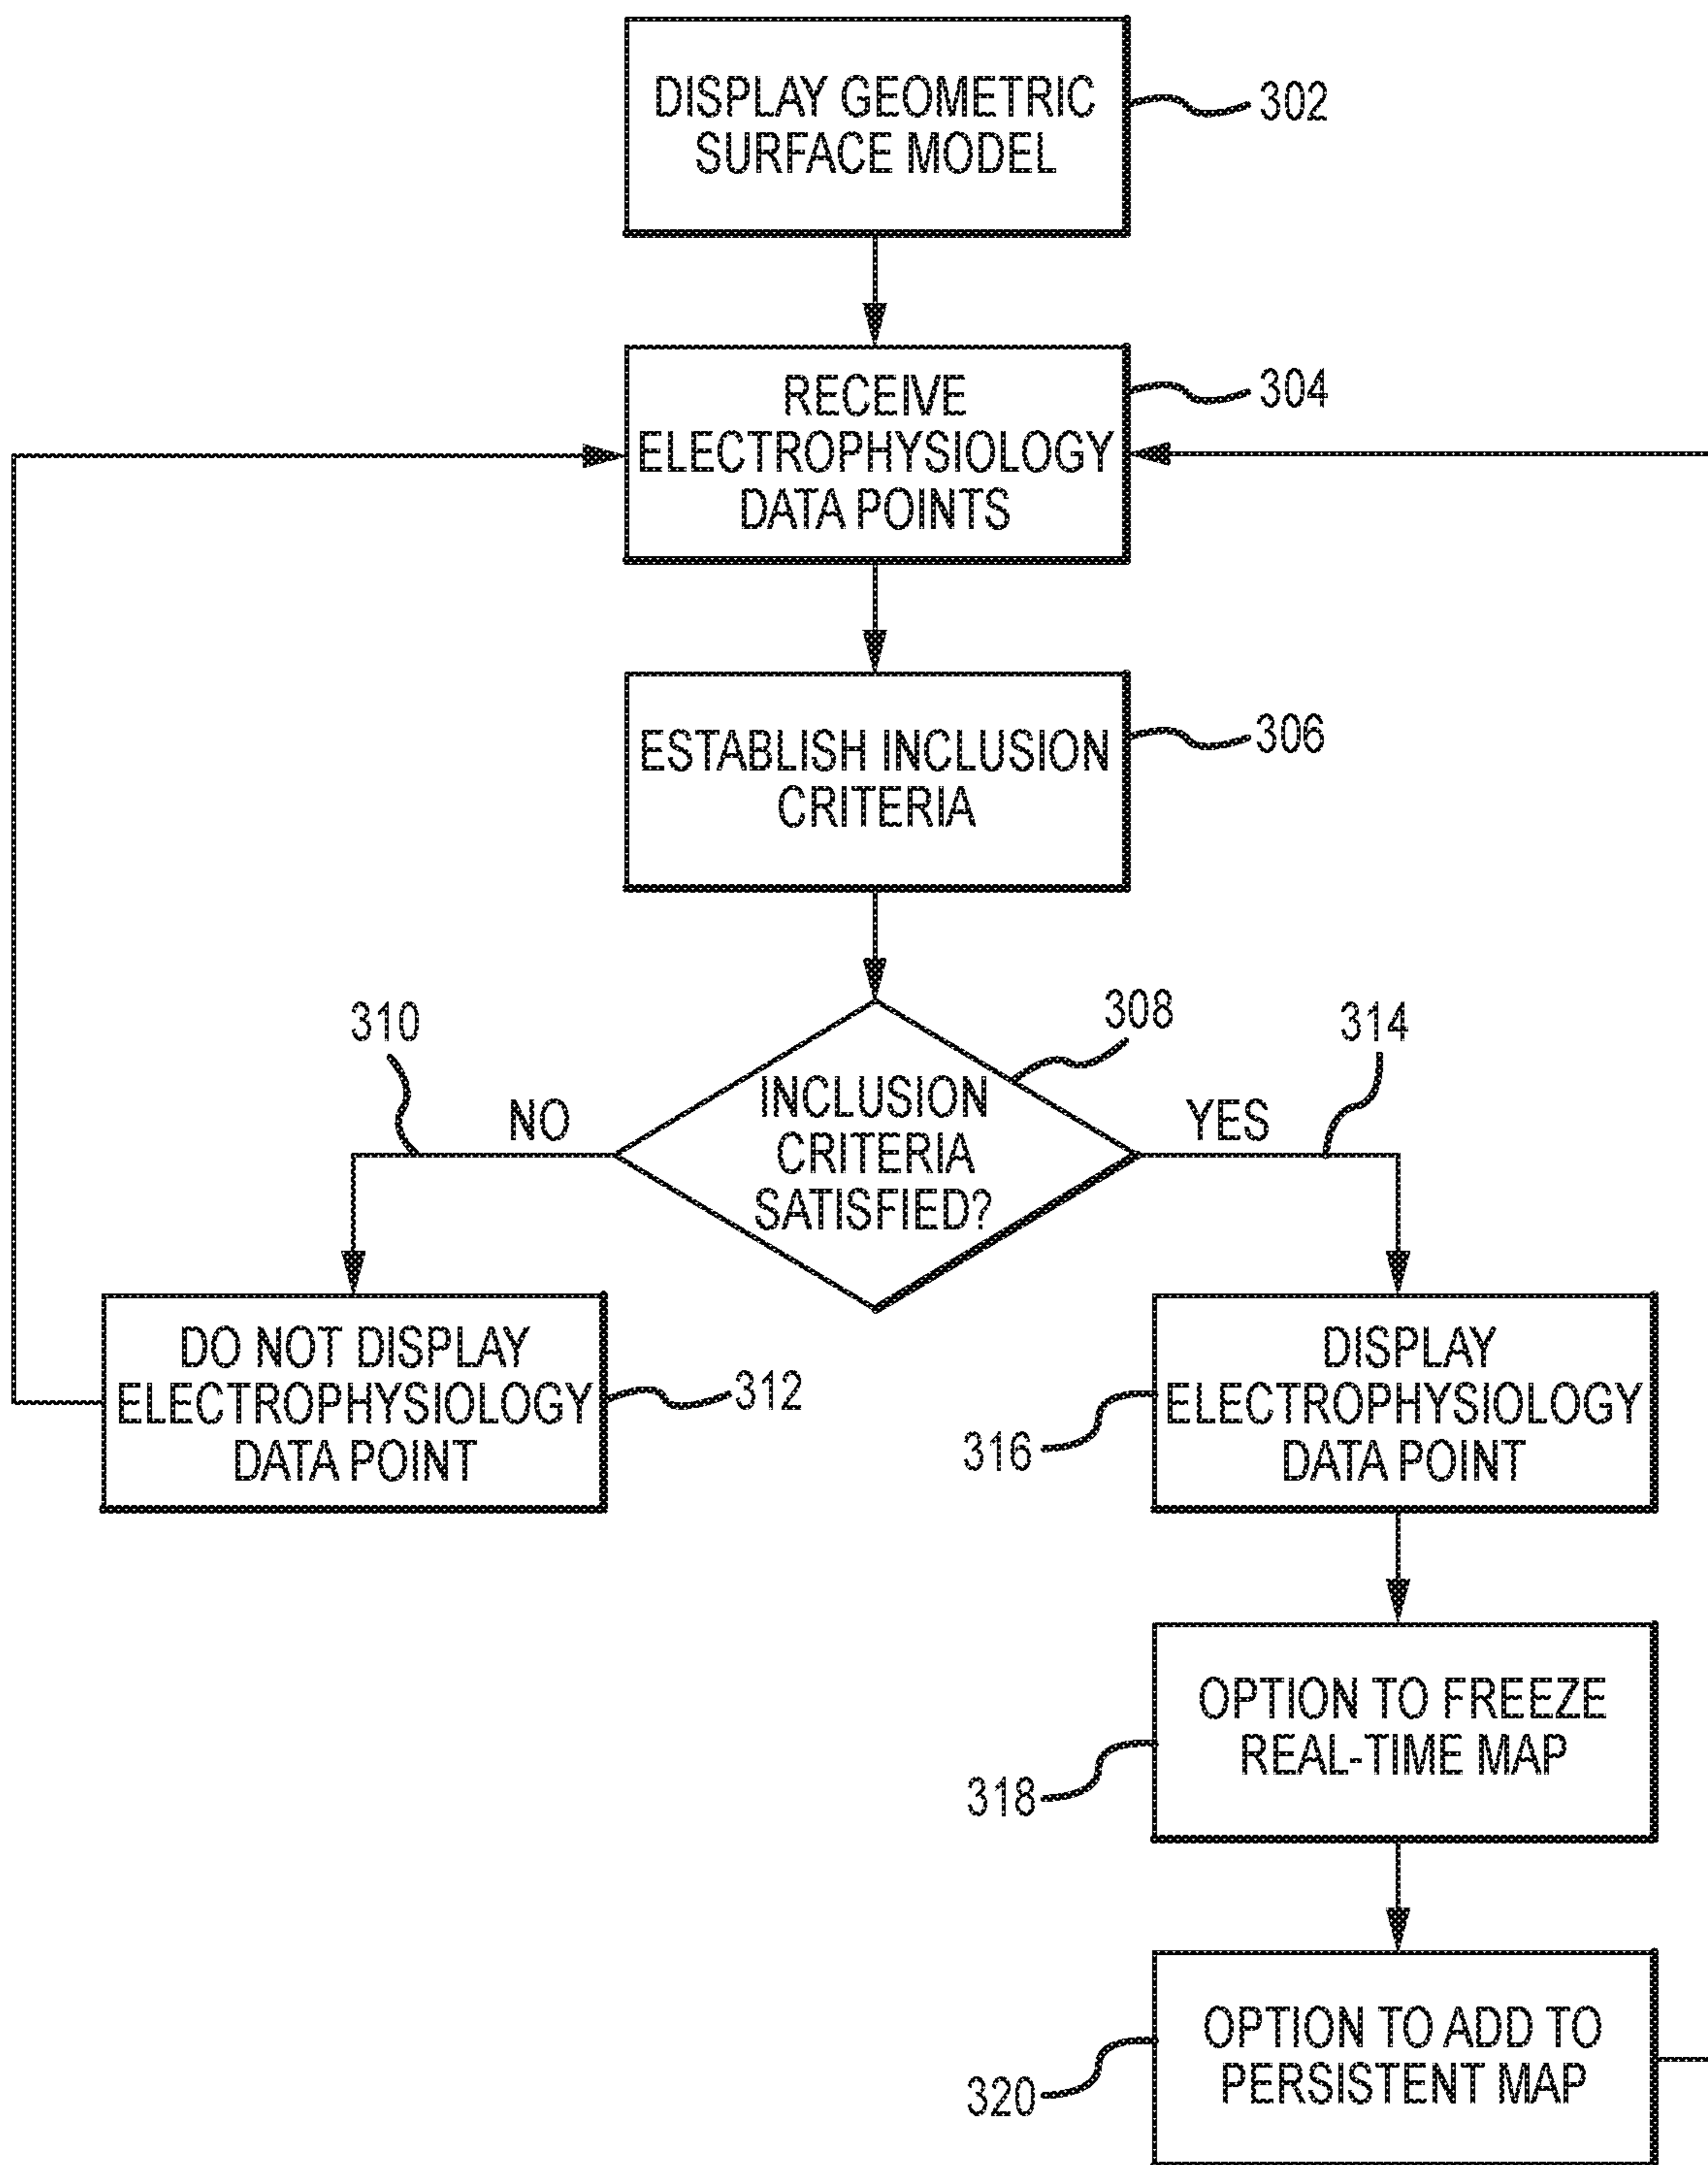 DISPLAY GEOMETRIC
SURFACE MODEL
302
RECEIVE
ELECTROPHYSIOLOGY
DATA POINTS
304
ESTABLISH INCLUSION
CRITERIA
306
310
308
314
NO
INCLUSION
CRITERIA
SATISFIED?
YES
DO NOT DISPLAY
ELECTROPHYSIOLOGY
DATA POINT
312
DISPLAY
ELECTROPHYSIOLOGY
DATA POINT
316
OPTION TO FREEZE
REAL-TIME MAP
318
OPTION TO ADD TO
PERSISTENT MAP
320